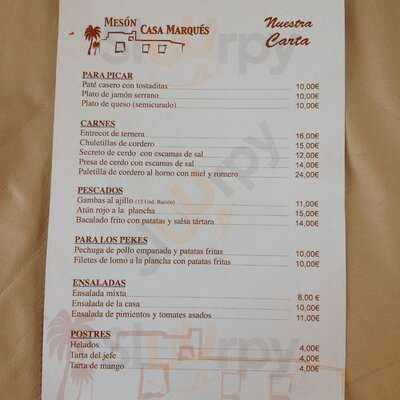 MESÓN
CASA MARQUÉS
Nuestra
Carta
PARA PICAR
Paté casero con tostaditas 10,00€
Plato de jamón serrano 10,00€
Plato de queso (semicurado) 10,00€
CARNES
Entrecot de ternera 16,00€
Chuletillas de cordero 15,00€
Secreto de cerdo con escamas de sal 12,00€
Presa de cerdo con escamas de sal 14,00€
Paletilla de cordero al horno con miel y romero 24,00€
PESCADOS
Gambas al ajillo 11,00€
Atún rojo a la plancha 15,00€
Bacalado frito con patatas y salsa tártara 14,00€
PARA LOS PEKES
Pechuga de pollo empanada y patatas fritas 10,00€
Filetes de lomo a la plancha con patatas fritas 10,00€
ENSALADAS
Ensalada mixta 8,00 €
Ensalada de la casa 10,00€
Ensalada de pimientos y tomates asados 11,00€
POSTRES
Helados 4,00€
Tarta del jefe 4,00€
Tarta de mango 4,00€
sluurpy
sluurpy
sluurpy